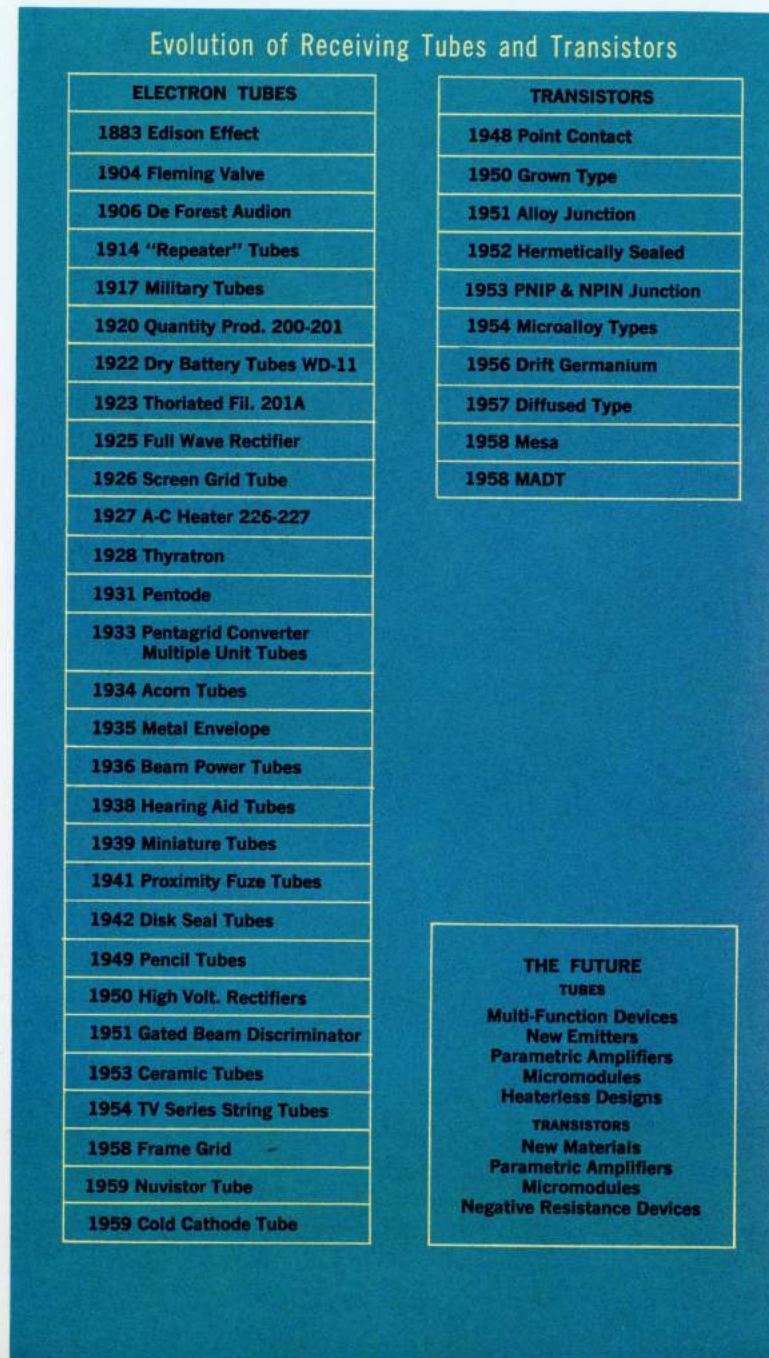 Evolution of Receiving Tubes and Transistors
ELECTRON TUBES
1883 Edison Effect
1904 Fleming Valve
1906 De Forest Audion
1914 "Repeater" Tubes
1917 Military Tubes
1920 Quantity Prod. 200-201
1922 Dry Battery Tubes WD-11
1923 Thoriated Fil. 201A
1925 Full Wave Rectifier
1926 Screen Grid Tube
1927 A-C Heater 226-227
1928 Thyratron
1931 Pentode
1933 Pentagrid Converter
Multiple Unit Tubes
1934 Acorn Tubes
1935 Metal Envelope
1936 Beam Power Tubes
1938 Hearing Aid Tubes
1939 Miniature Tubes
1941 Proximity Fuze Tubes
1942 Disk Seal Tubes
1949 Pencil Tubes
1950 High Volt. Rectifiers
1951 Gated Beam Discriminator
1953 Ceramic Tubes
1954 TV Series String Tubes
1958 Frame Grid
1959 Nuvistor Tube
1959 Cold Cathode Tube
TRANSISTORS
1948 Point Contact
1950 Grown Type
1951 Alloy Junction
1952 Hermetically Sealed
1953 PNIP & NPIN Junction
1954 Microalloy Types
1956 Drift Germanium
1957 Diffused Type
1958 Mesa
1958 MADT
THE FUTURE
TUBES
Multi-Function Devices
New Emitters
Parametric Amplifiers
Micromodules
Heaterless Designs
TRANSISTORS
New Materials
Parametric Amplifiers
Micromodules
Negative Resistance Devices